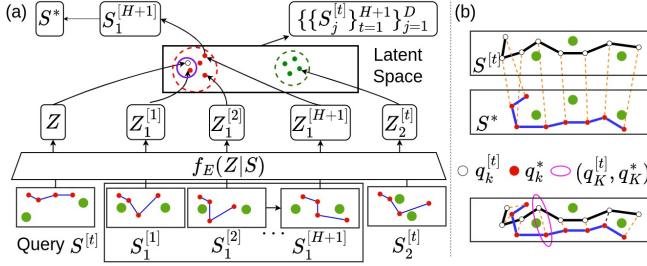 (a)
S* S_1^{[H+1]} {{S_j^{[t]}}_{t=1}^{H+1}}_{j=1}^{D}
Latent
Space
Z Z_1^{[1]} Z_1^{[2]} Z_1^{[H+1]} Z_2^{[t]}
f_E(Z|S)
Query S^{[t]} S_1^{[1]} S_1^{[2]} ... S_1^{[H+1]} S_2^{[t]}
(b)
S^{[t]}
S*
q_k^{[t]} q_k^* (q_K^{[t]}, q_K^*)